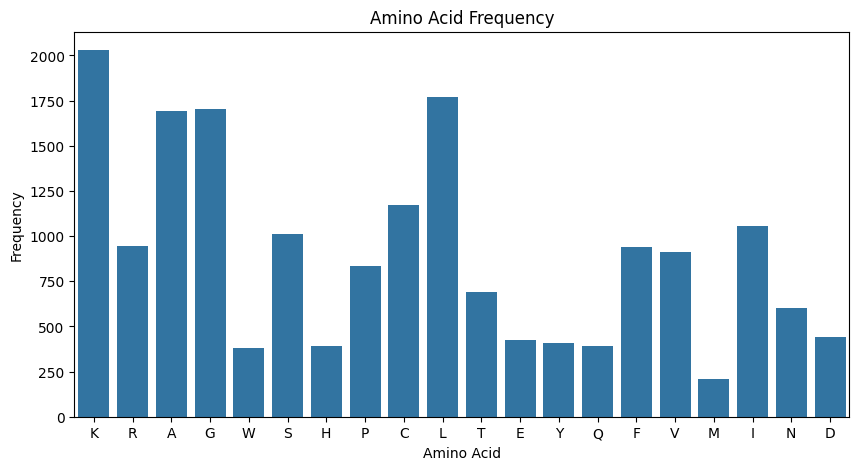 Amino Acid Frequency
Frequency
2000
1750
1500
1250
1000
750
500
250
0
K R A G W S H P C L T E Y Q F V M I N D
Amino Acid